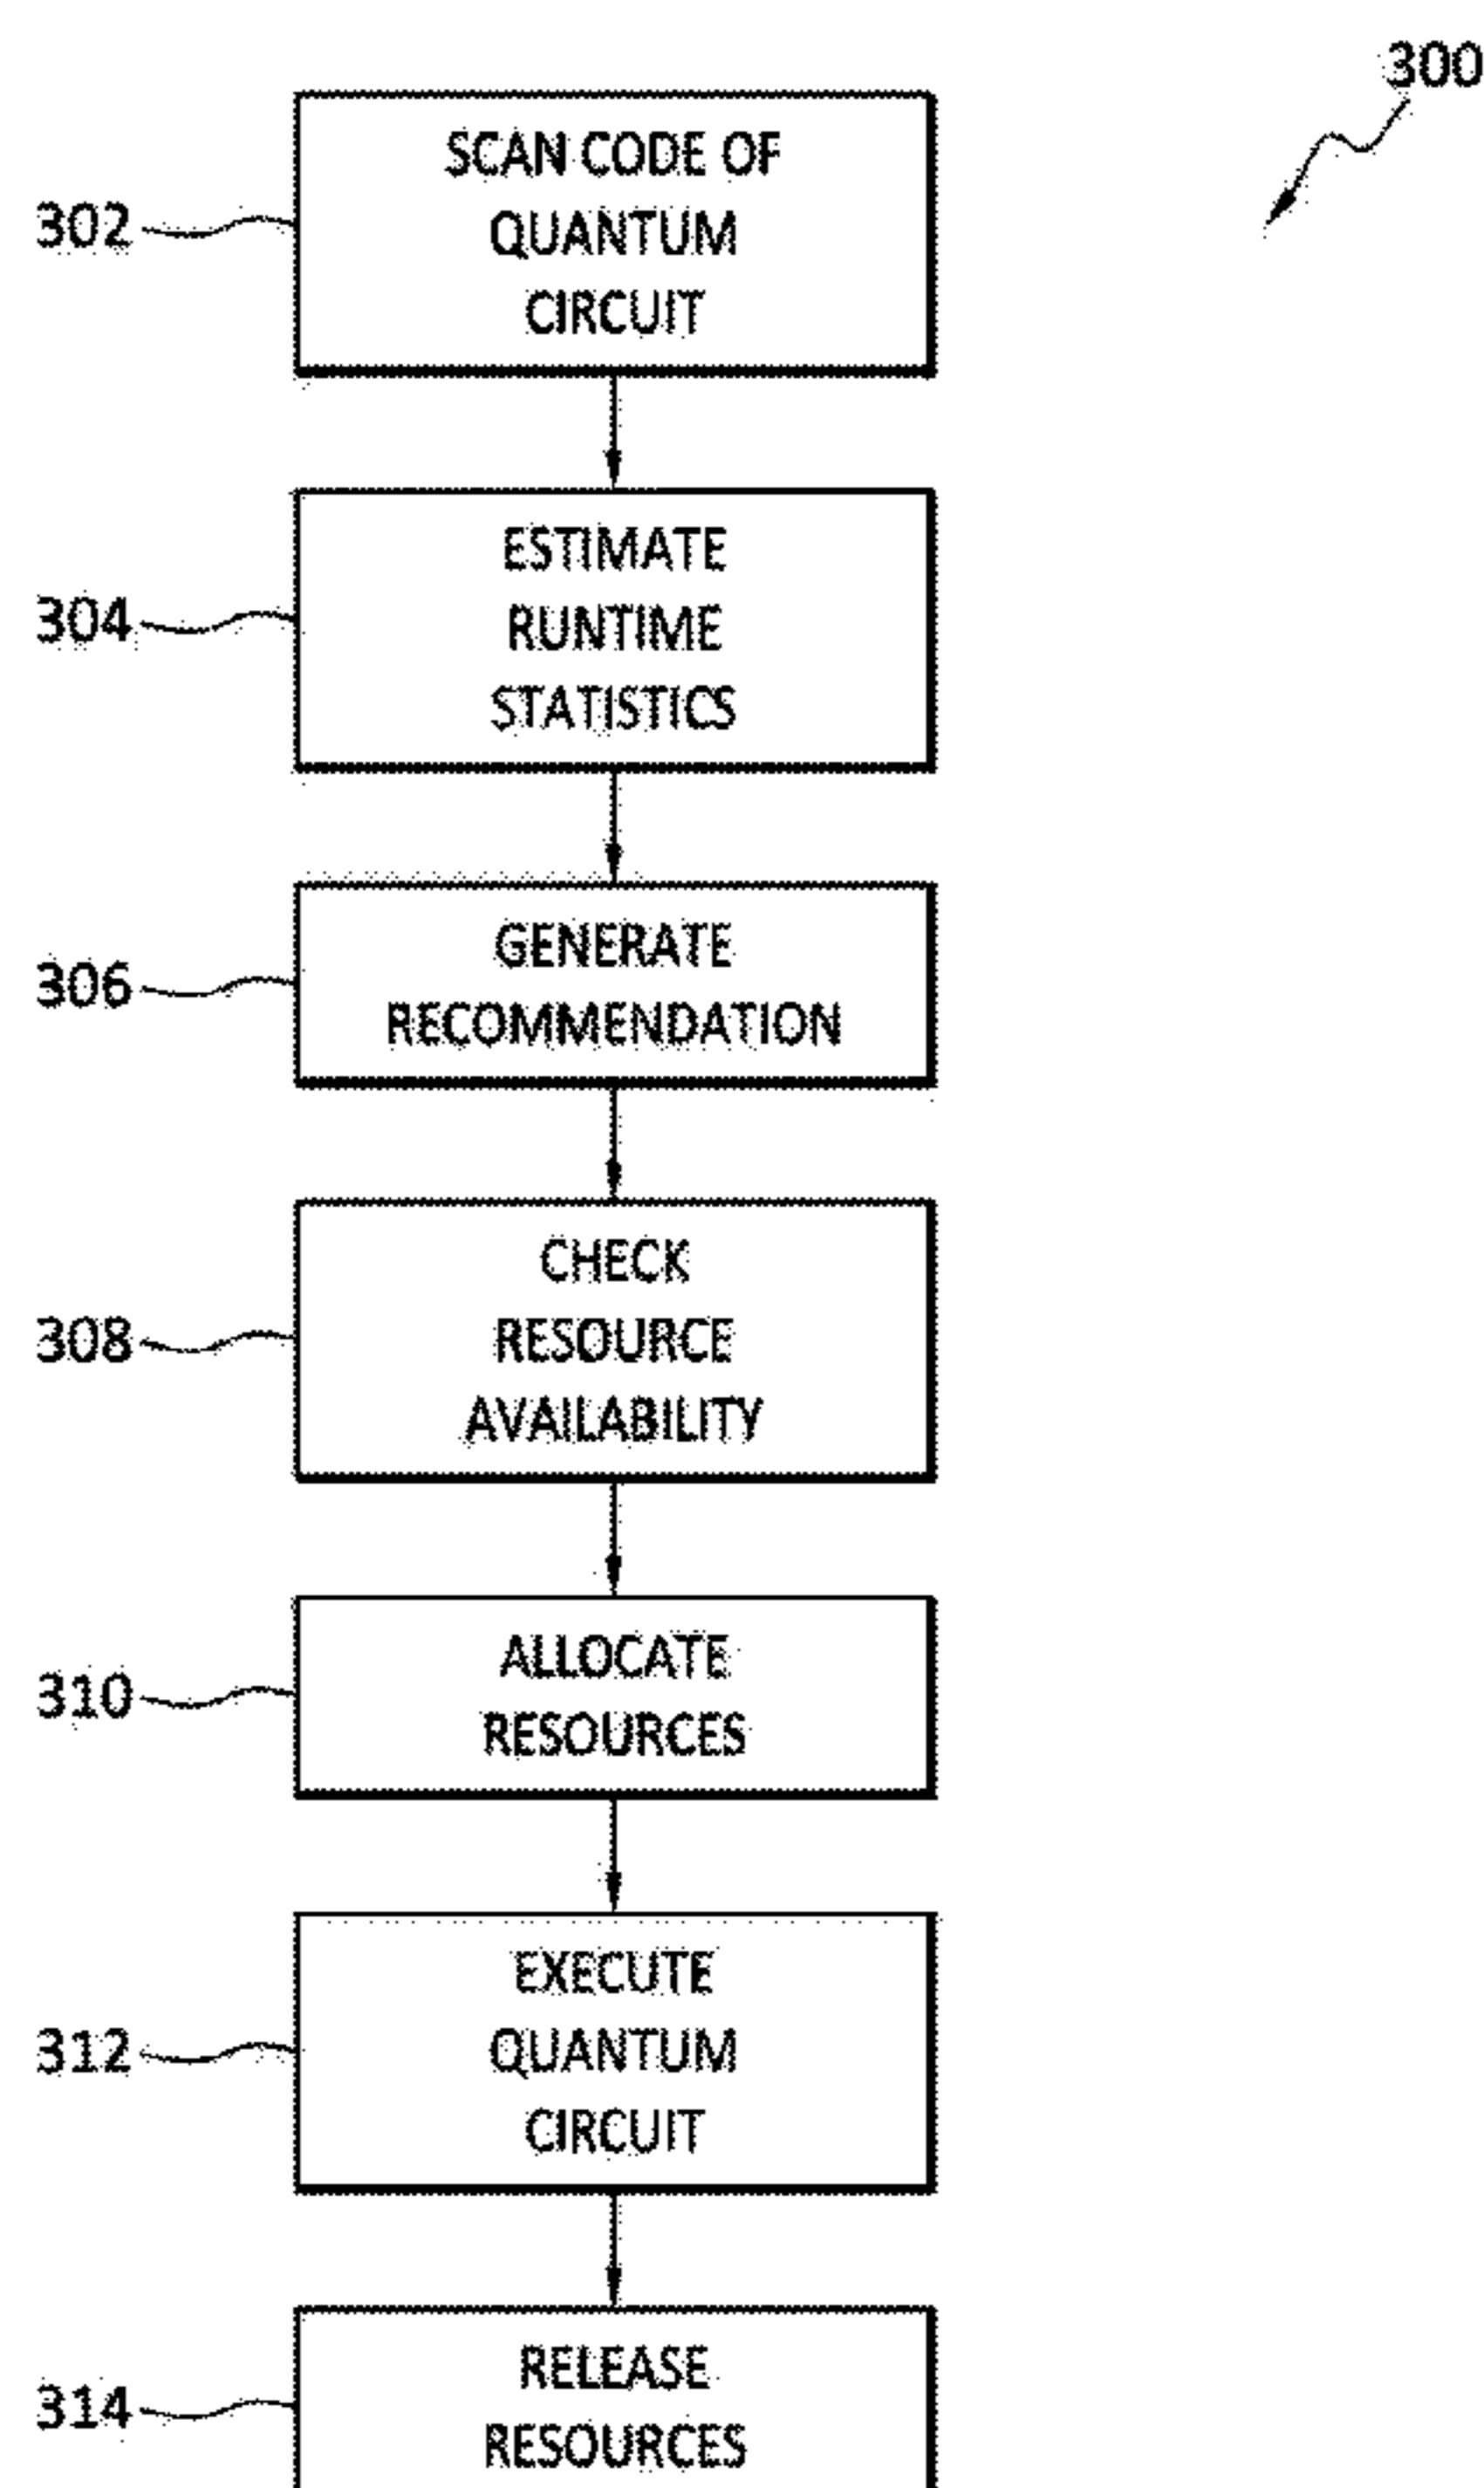 300
302
SCAN CODE OF
QUANTUM
CIRCUIT
304
ESTIMATE
RUNTIME
STATISTICS
306
GENERATE
RECOMMENDATION
308
CHECK
RESOURCE
AVAILABILITY
310
ALLOCATE
RESOURCES
312
EXECUTE
QUANTUM
CIRCUIT
314
RELEASE
RESOURCES